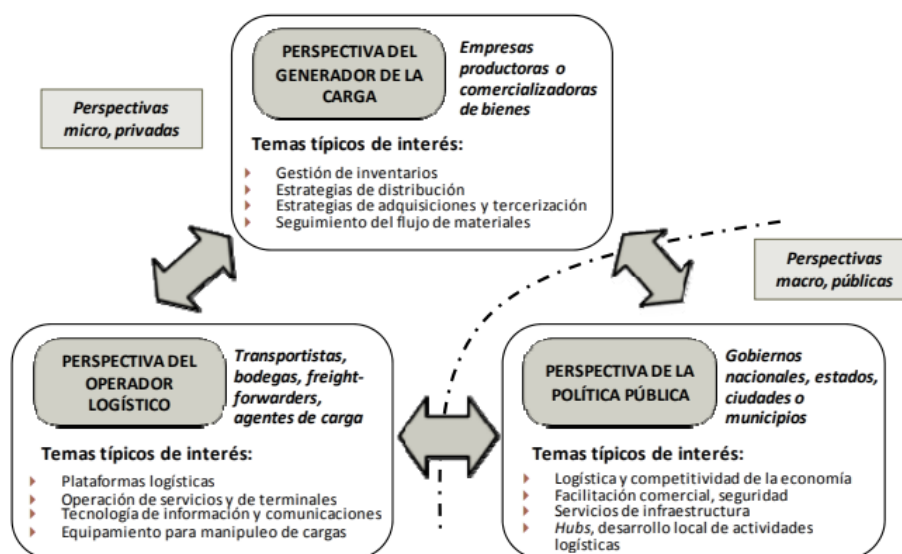 PERSPECTIVA DEL
GENERADOR DE LA
CARGA
Empresas
productoras o
comercializadoras
de bienes
Perspectivas
micro, privadas
Temas típicos de interés:
Gestión de inventarios
Estrategias de distribución
Estrategias de adquisiciones y tercerización
Seguimiento del flujo de materiales
Perspectivas
macro, públicas
PERSPECTIVA DEL
OPERADOR
LOGÍSTICO
Transportistas,
bodegas, freight-
forwarders,
agentes de carga
Temas típicos de interés:
Plataformas logísticas
Operación de servicios y de terminales
Tecnología de información y comunicaciones
Equipamiento para manipuleo de cargas
PERSPECTIVA DE LA
POLÍTICA PÚBLICA
Gobiernos
nacionales, estados,
ciudades o
municipios
Temas típicos de interés:
Logística y competitividad de la economía
Facilitación comercial, seguridad
Servicios de infraestructura
Hubs, desarrollo local de actividades
logísticas